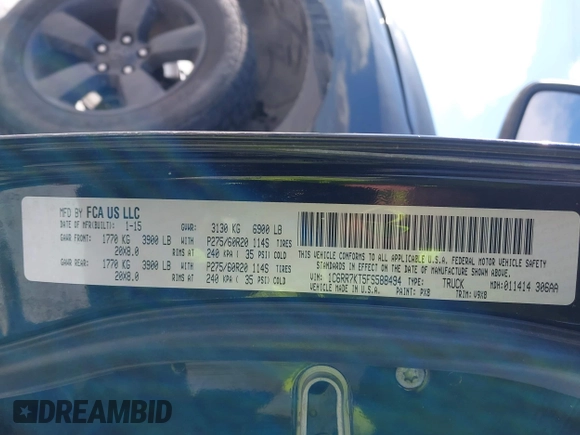 MFD BY FCA US LLC
DATE OF MFR(BUILT): 1-15 GVWR: 3130 KG 6900 LB
GAWR FRONT: 1770 KG 3900 LB WITH P275/60R20 114S TIRES
20X8.0 RIMS AT 240 KPA ( 35 PSI) COLD
GAWR REAR: 1770 KG 3900 LB WITH P275/60R20 114S TIRES
20X8.0 RIMS AT 240 KPA ( 35 PSI) COLD
THIS VEHICLE CONFORMS TO ALL APPLICABLE U.S.A. FEDERAL MOTOR VEHICLE SAFETY
STANDARDS IN EFFECT ON THE DATE OF MANUFACTURE SHOWN ABOVE.
VIN: 1C6RR7KT5FS588494 TYPE: TRUCK MDH:011414 306AA
VEHICLE MADE IN U.S.A. PAINT: PX8 TRIM: V9X8
DREAMBID